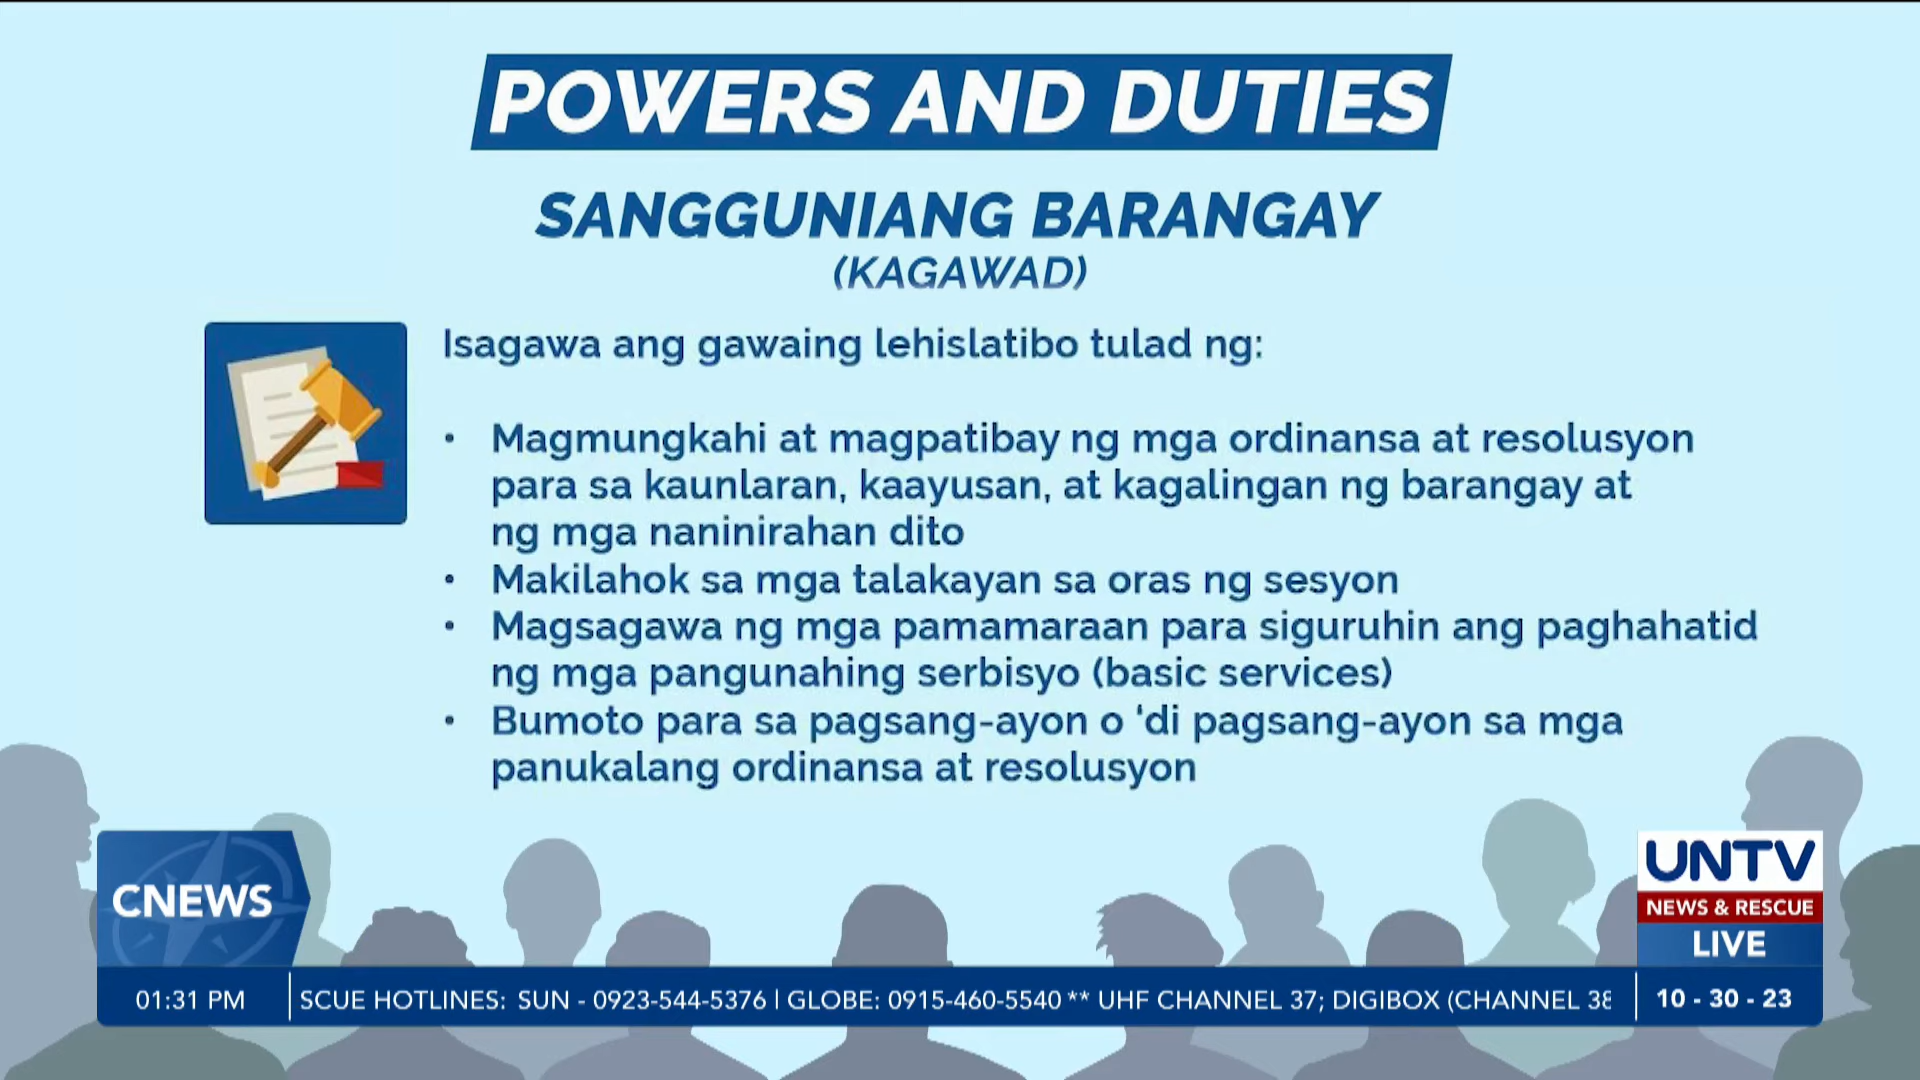 POWERS AND DUTIES
SANGGUNIANG BARANGAY
(KAGAWAD)
Isagawa ang gawaing lehislatibo tulad ng:
• Magmungkahi at magpatibay ng mga ordinansa at resolusyon
para sa kaunlaran, kaayusan, at kagalingan ng barangay at
ng mga naninirahan dito
• Makilahok sa mga talakayan sa oras ng sesyon
• Magsagawa ng mga pamamaraan para siguruhin ang paghahatid
ng mga pangunahing serbisyo (basic services)
• Bumoto para sa pagsang-ayon o ‘di pagsang-ayon sa mga
panukalang ordinansa at resolusyon
CNEWS
UNTV
NEWS & RESCUE
LIVE
01:31 PM
SCUE HOTLINES: SUN - 0923-544-5376 | GLOBE: 0915-460-5540 ** UHF CHANNEL 37; DIGIBOX (CHANNEL 38
10 - 30 - 23